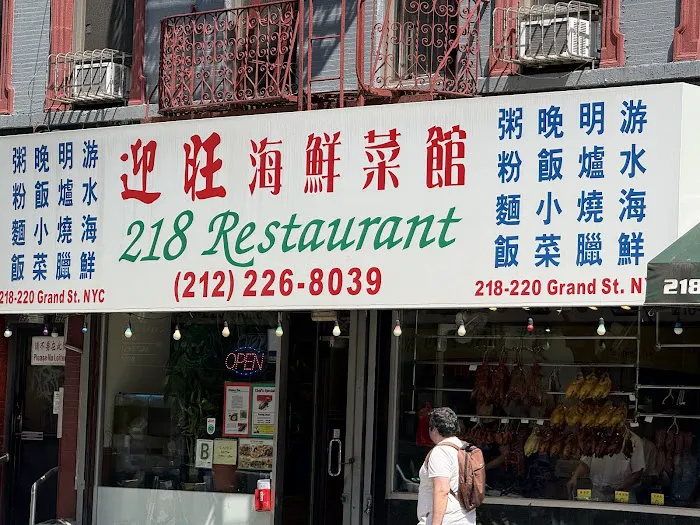 游水海鮮
明爐燒臘
晚飯小菜
粥粉麵飯
218-220 Grand St. NYC
迎旺海鮮菜館
218 Restaurant
(212) 226-8039
游水海鮮
明爐燒臘
晚飯小菜
粥粉麵飯
218-220 Grand St. NY
218
OPEN
B